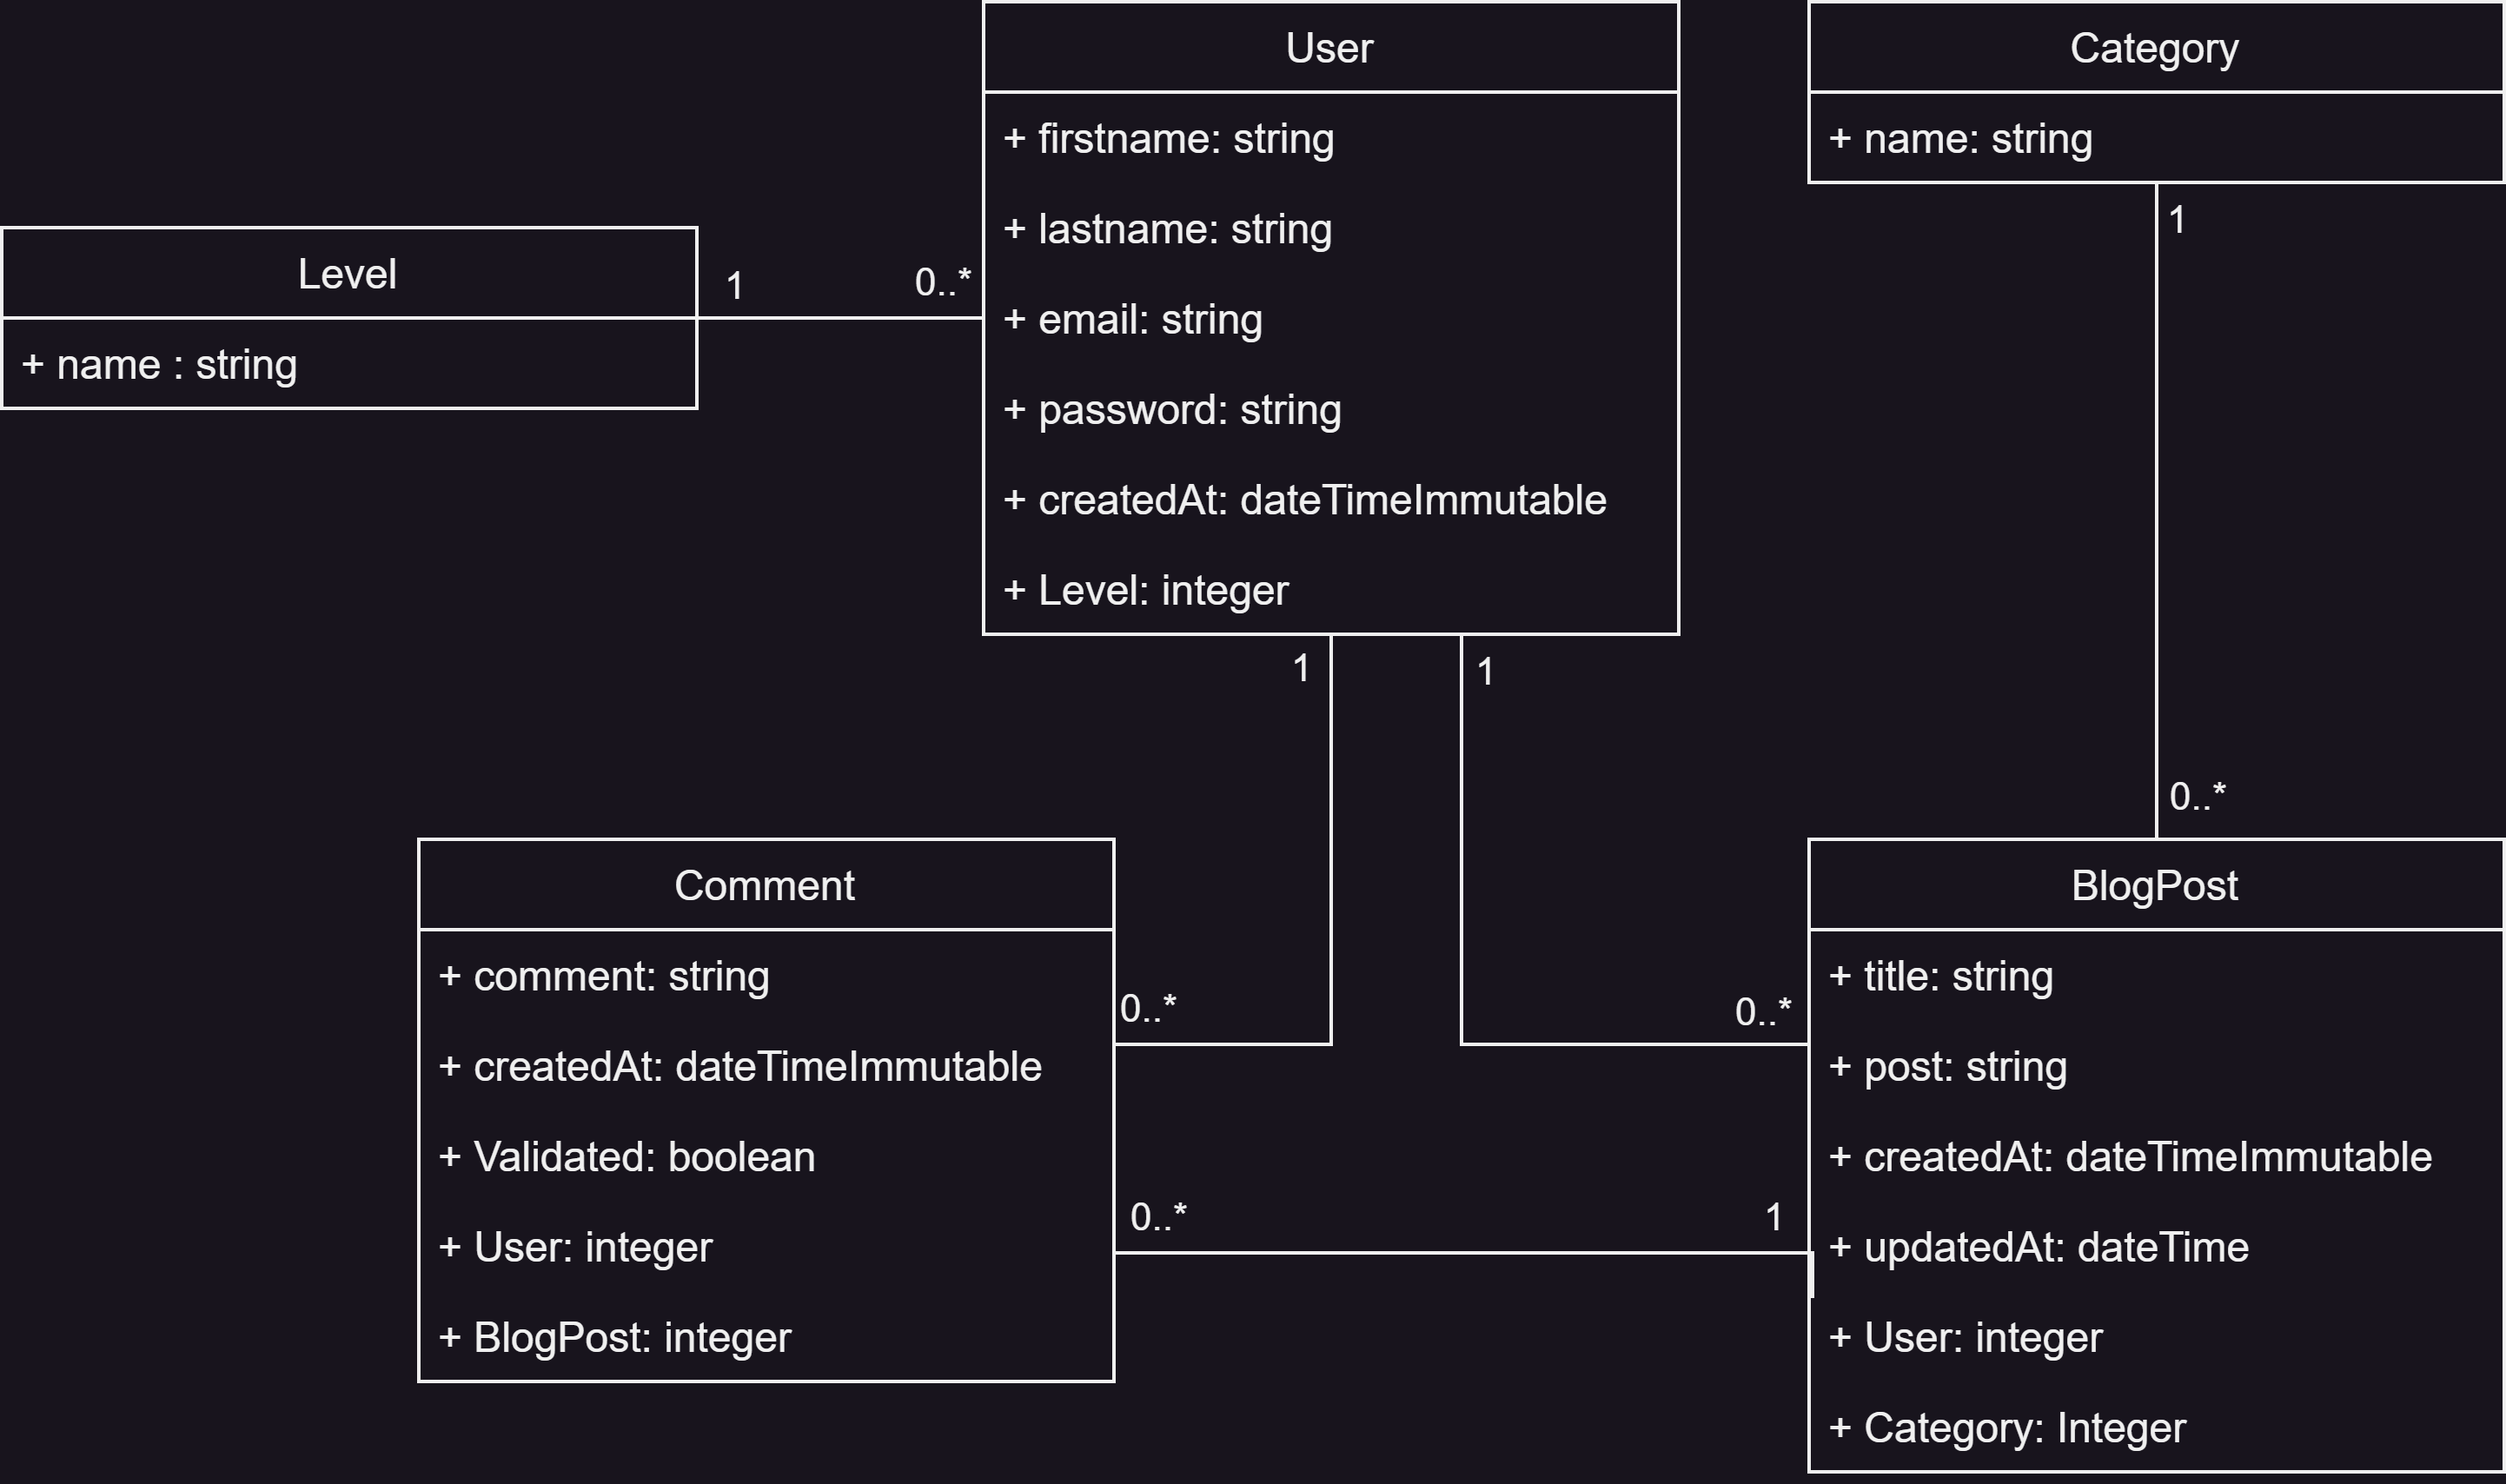 User
+ firstname: string
+ lastname: string
+ email: string
+ password: string
+ createdAt: dateTimeImmutable
+ Level: integer
Category
+ name: string
Level
+ name : string
1
0..*
1
0..*
1
1
0..*
0..*
Comment
+ comment: string
+ createdAt: dateTimeImmutable
+ Validated: boolean
+ User: integer
+ BlogPost: integer
0..*
1
BlogPost
+ title: string
+ post: string
+ createdAt: dateTimeImmutable
+ updatedAt: dateTime
+ User: integer
+ Category: Integer